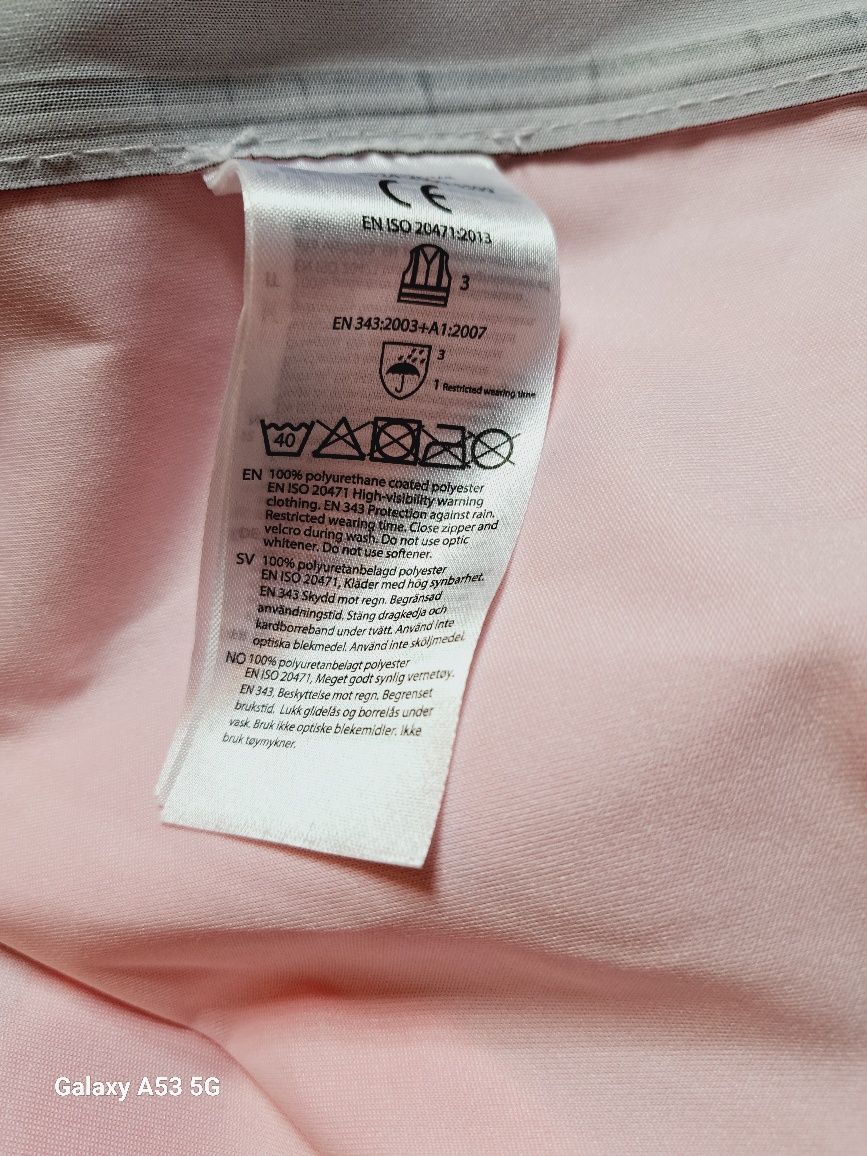 CE
EN ISO 20471:2013
3
EN 343:2003+A1:2007
3
1 Restricted wearing time
40
EN 100% polyurethane coated polyester
EN ISO 20471 High-visibility warning
clothing. EN 343 Protection against rain.
Restricted wearing time. Close zipper and
velcro during wash. Do not use optic
whitener. Do not use softener.
SV 100% polyuretanbelagd polyester
EN ISO 20471, Kläder med hög synbarhet.
EN 343 Skydd mot regn. Begränsad
användningstid. Stäng dragkedja och
kardborreband under tvätt. Använd inte
optiska blekmedel. Använd inte sköljmedel.
NO 100% polyuretanbelagt polyester
EN ISO 20471, Meget godt synlig vernetøy.
EN 343, Beskyttelse mot regn. Begrenset
brukstid. Lukk glidelås og borrelås under
vask. Bruk ikke optiske blekemidler. Ikke
bruk tøymykner.
Galaxy A53 5G